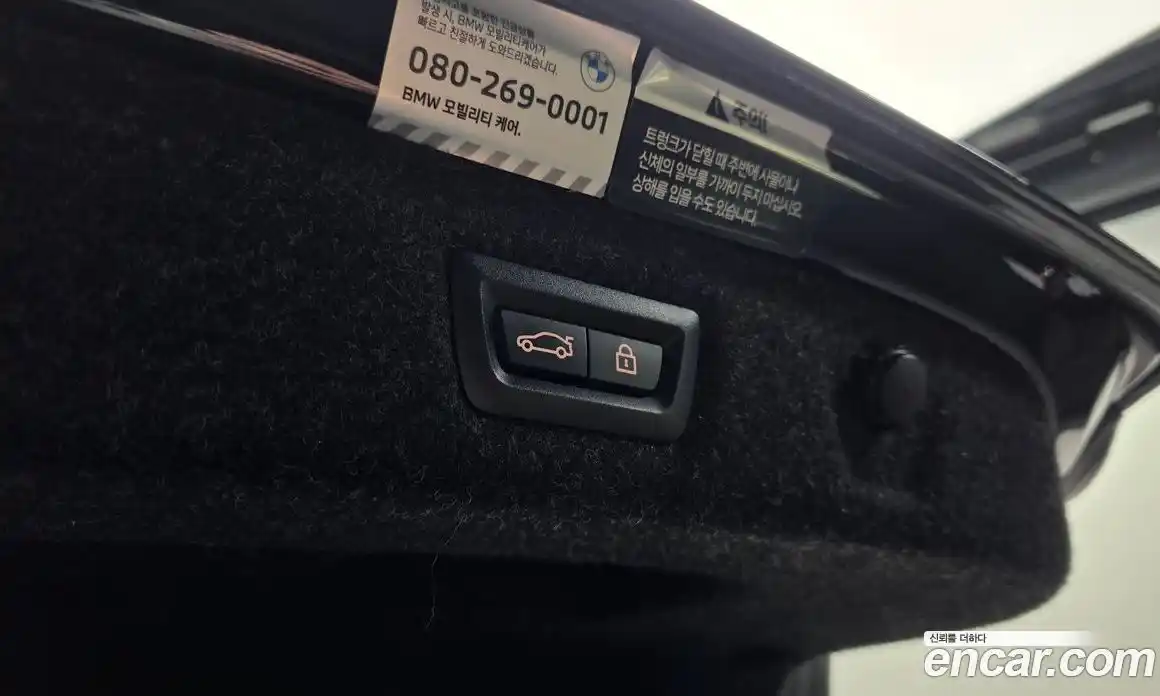 발생 시, BMW 모빌리티케어가
빠르고 친절하게 도와드리겠습니다.
080-269-0001
BMW 모빌리티 케어.
주의!
트렁크가 닫힐 때 주변에 사물이나
신체의 일부를 가까이 두지 마십시오.
상해를 입을 수도 있습니다.
신뢰를 더하다
encar.com